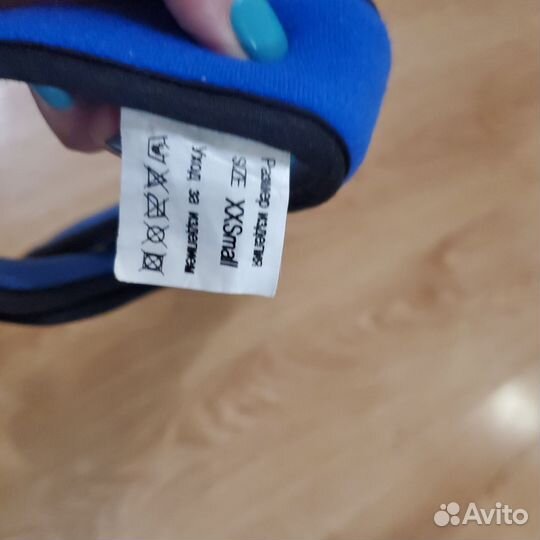 Размер изделия
SIZE XXSmall
Уход за изделием
Avito